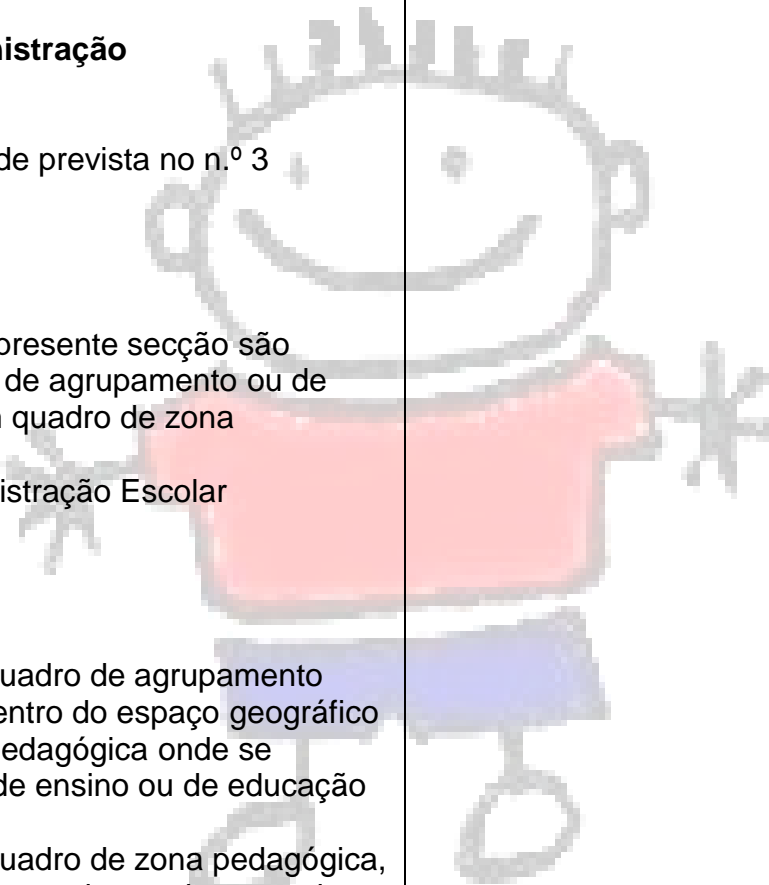 nistração
de prevista no n.º 3
presente secção são
de agrupamento ou de
quadro de zona
istração Escolar
uadro de agrupamento
entro do espaço geográfico
edagógica onde se
de ensino ou de educação
uadro de zona pedagógica,